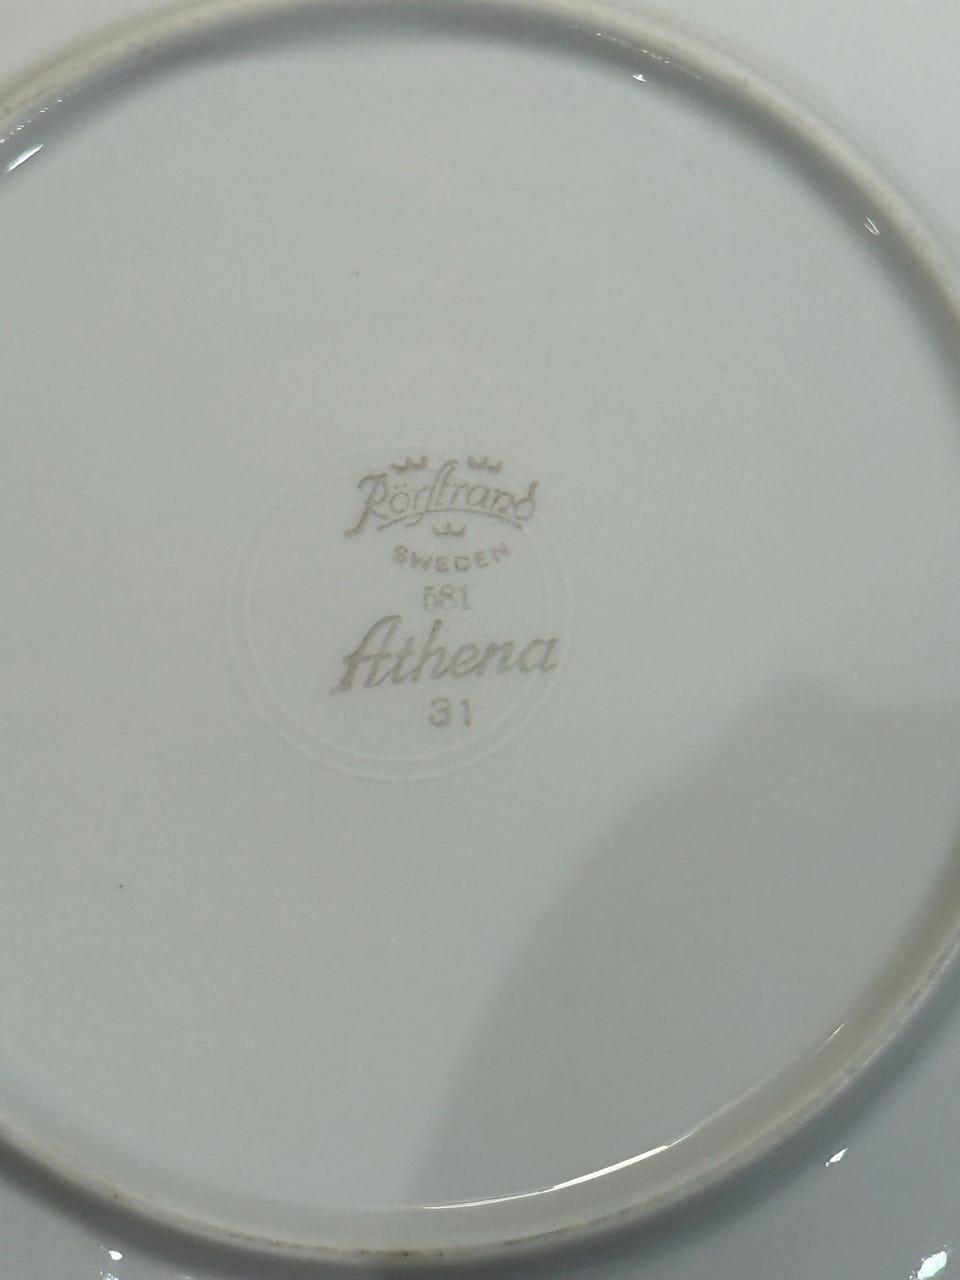 Rörstrand
SWEDEN
581
Athena
31